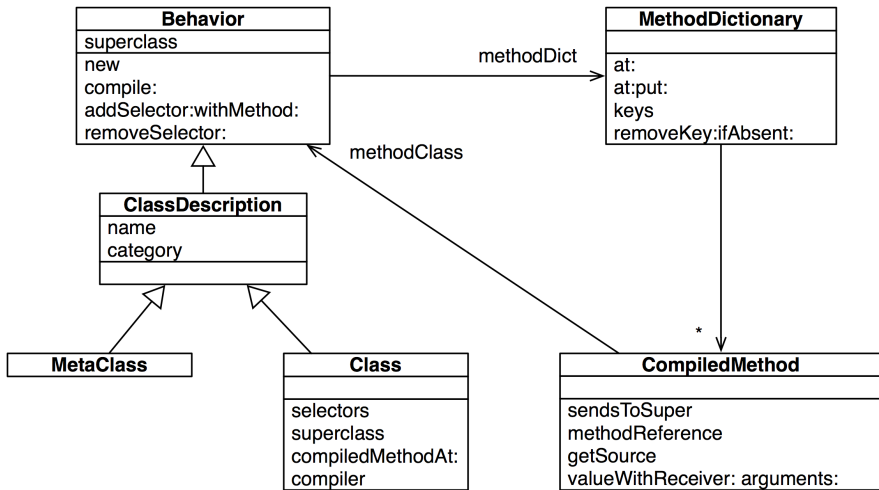 Behavior
superclass
new
compile:
addSelector:withMethod:
removeSelector:
methodDict
MethodDictionary
at:
at:put:
keys
removeKey:ifAbsent:
methodClass
ClassDescription
name
category
*
MetaClass
Class
selectors
superclass
compiledMethodAt:
compiler
CompiledMethod
sendsToSuper
methodReference
getSource
valueWithReceiver: arguments: